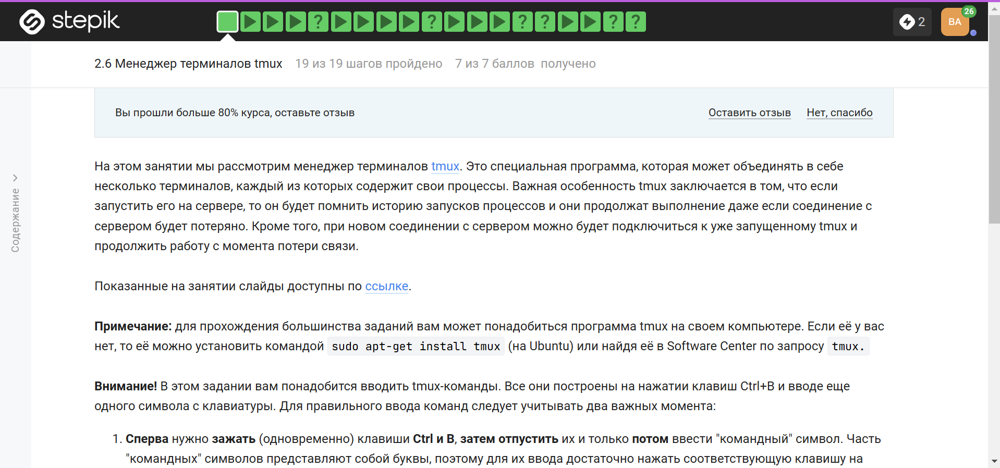 stepik
? ? ? ? ? ?
2
BA
26
2.6 Менеджер терминалов tmux 19 из 19 шагов пройдено 7 из 7 баллов получено
Вы прошли больше 80% курса, оставьте отзыв Оставить отзыв Нет, спасибо
Содержание
На этом занятии мы рассмотрим менеджер терминалов tmux. Это специальная программа, которая может объединять в себе
несколько терминалов, каждый из которых содержит свои процессы. Важная особенность tmux заключается в том, что если
запустить его на сервере, то он будет помнить историю запусков процессов и они продолжат выполнение даже если соединение с
сервером будет потеряно. Кроме того, при новом соединении с сервером можно будет подключиться к уже запущенному tmux и
продолжить работу с момента потери связи.
Показанные на занятии слайды доступны по ссылке.
Примечание: для прохождения большинства заданий вам может понадобиться программа tmux на своем компьютере. Если её у вас
нет, то её можно установить командой sudo apt-get install tmux (на Ubuntu) или найдя её в Software Center по запросу tmux.
Внимание! В этом задании вам понадобится вводить tmux-команды. Все они построены на нажатии клавиш Ctrl+B и вводе еще
одного символа с клавиатуры. Для правильного ввода команд следует учитывать два важных момента:
1. Сперва нужно зажать (одновременно) клавиши Ctrl и B, затем отпустить их и только потом ввести "командный" символ. Часть
"командных" символов представляют собой буквы, поэтому для их ввода достаточно нажать соответствующую клавишу на